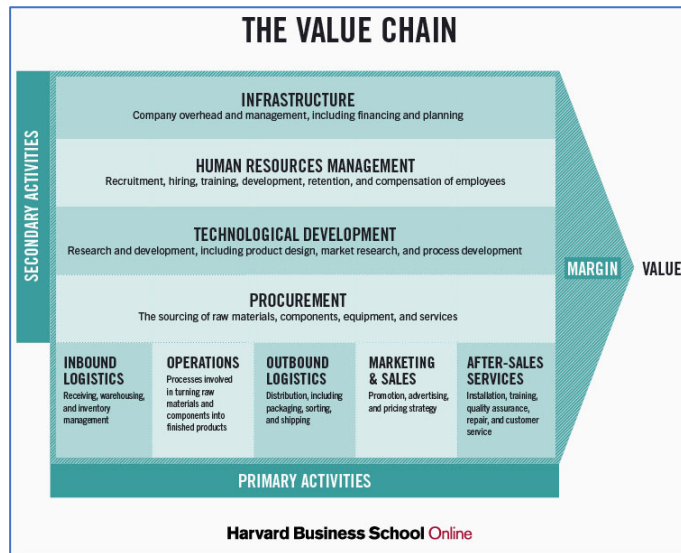 THE VALUE CHAIN
SECONDARY ACTIVITIES
INFRASTRUCTURE
Company overhead and management, including financing and planning
HUMAN RESOURCES MANAGEMENT
Recruitment, hiring, training, development, retention, and compensation of employees
TECHNOLOGICAL DEVELOPMENT
Research and development, including product design, market research, and process development
PROCUREMENT
The sourcing of raw materials, components, equipment, and services
INBOUND
LOGISTICS
Receiving, warehousing,
and inventory
management
OPERATIONS
Processes involved
in turning raw
materials and
components into
finished products
OUTBOUND
LOGISTICS
Distribution, including
packaging, sorting,
and shipping
MARKETING
& SALES
Promotion, advertising,
and pricing strategy
AFTER-SALES
SERVICES
Installation, training,
quality assurance,
repair, and customer
service
MARGIN
VALUE
PRIMARY ACTIVITIES
Harvard Business School Online